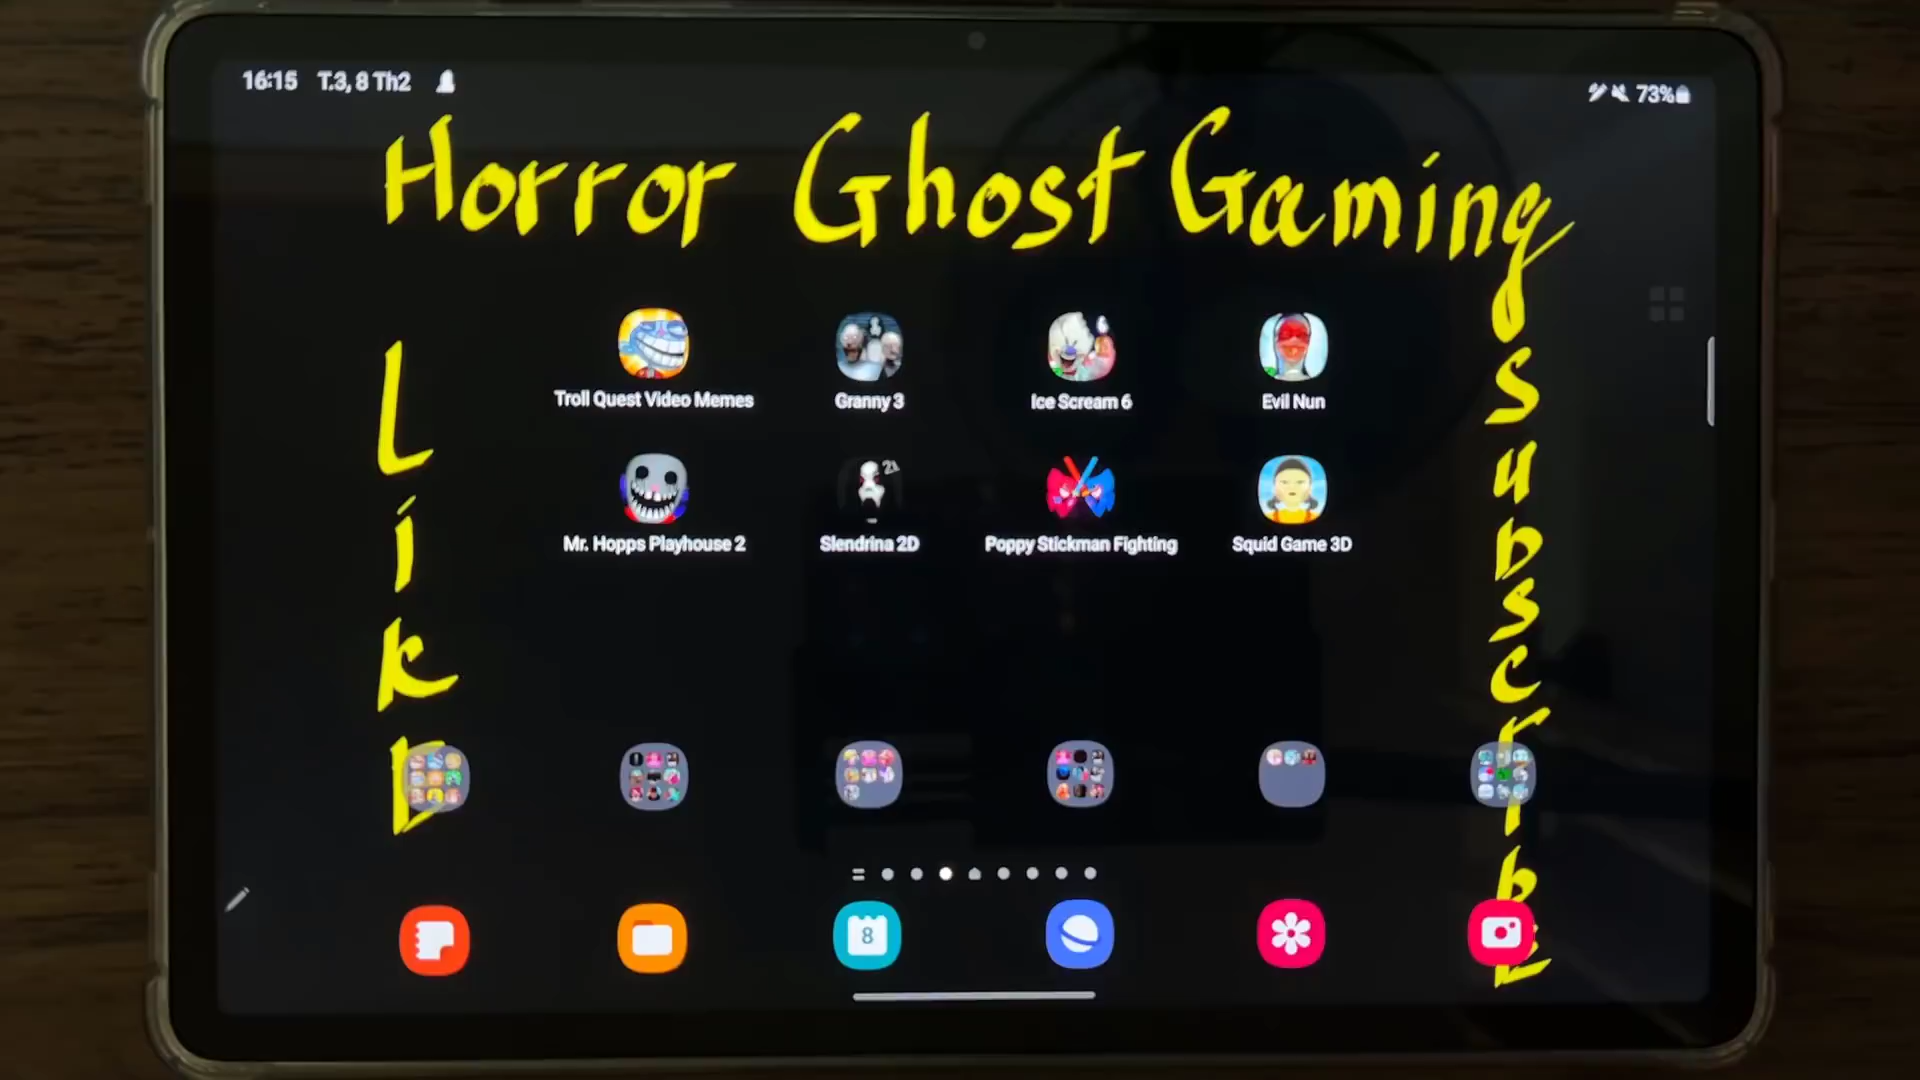 16:15 T.3, 8 Th2
73%
Horror Ghost Gaming
Troll Quest Video Memes
Granny 3
Ice Scream 6
Evil Nun
Mr. Hopps Playhouse 2
Slendrina 2D
Poppy Stickman Fighting
Squid Game 3D
Like
Subscribe
8